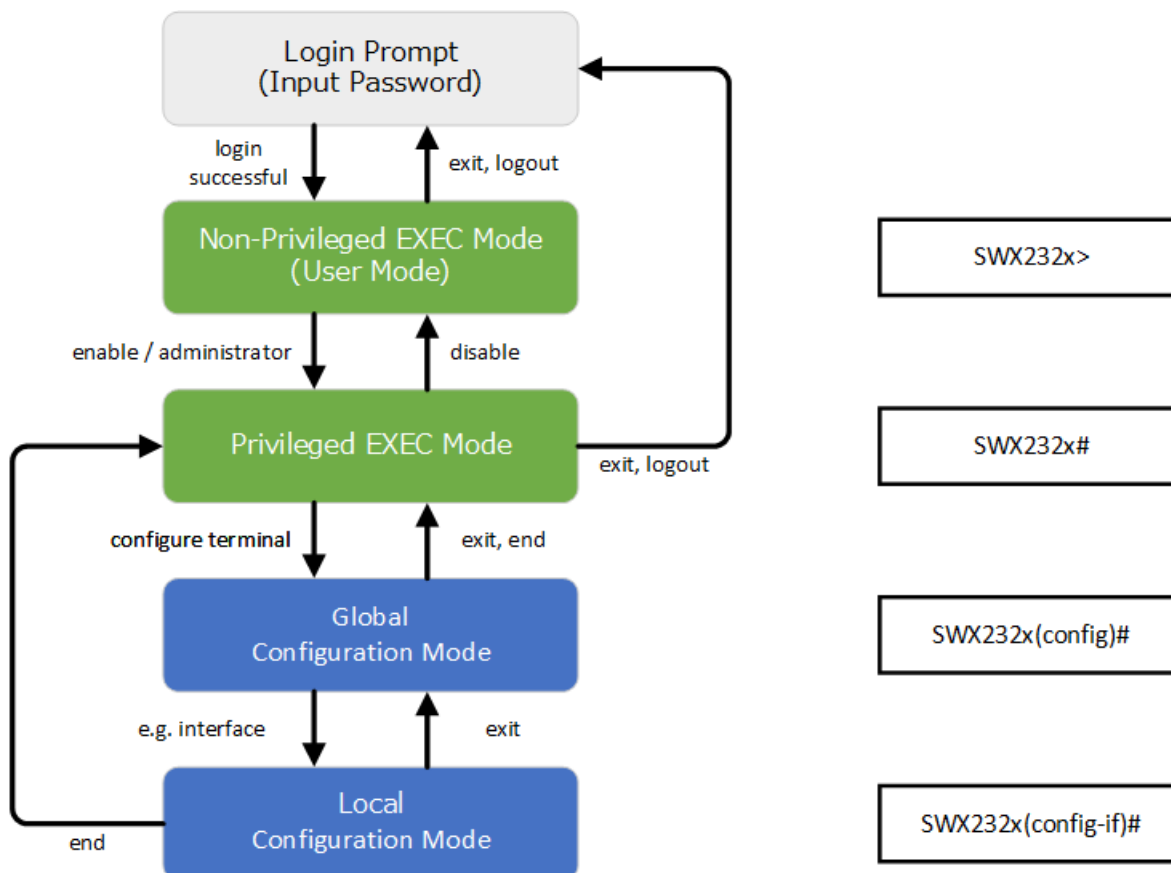 Login Prompt
(Input Password)
login
successful
exit, logout
Non-Privileged EXEC Mode
(User Mode)
SWX232x>
enable / administrator
disable
Privileged EXEC Mode
exit, logout
SWX232x#
configure terminal
exit, end
Global
Configuration Mode
SWX232x(config)#
e.g. interface
exit
Local
Configuration Mode
end
SWX232x(config-if)#